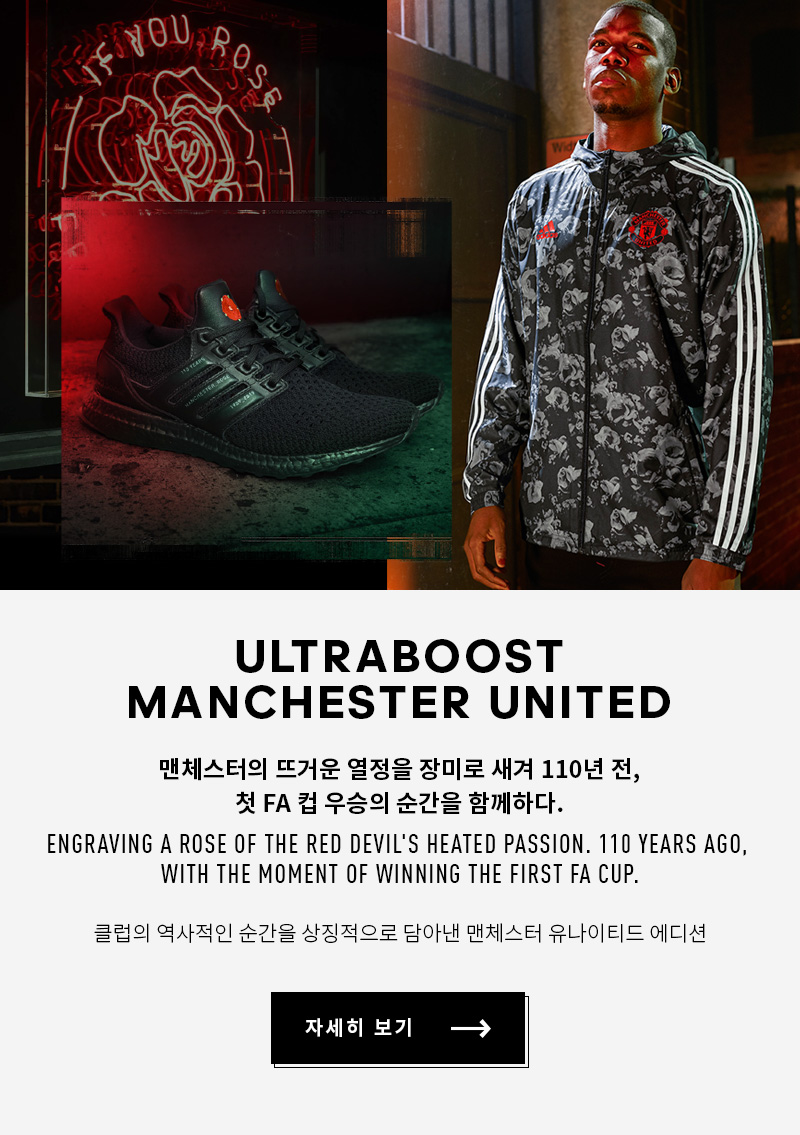 IF YOU ROSE
MANCHESTER
UNITED
MANCHESTER ROSE
ULTRABOOST
MANCHESTER UNITED
맨체스터의 뜨거운 열정을 장미로 새겨 110년 전,
첫 FA 컵 우승의 순간을 함께하다.
ENGRAVING A ROSE OF THE RED DEVIL'S HEATED PASSION. 110 YEARS AGO,
WITH THE MOMENT OF WINNING THE FIRST FA CUP.
클럽의 역사적인 순간을 상징적으로 담아낸 맨체스터 유나이티드 에디션
자세히 보기